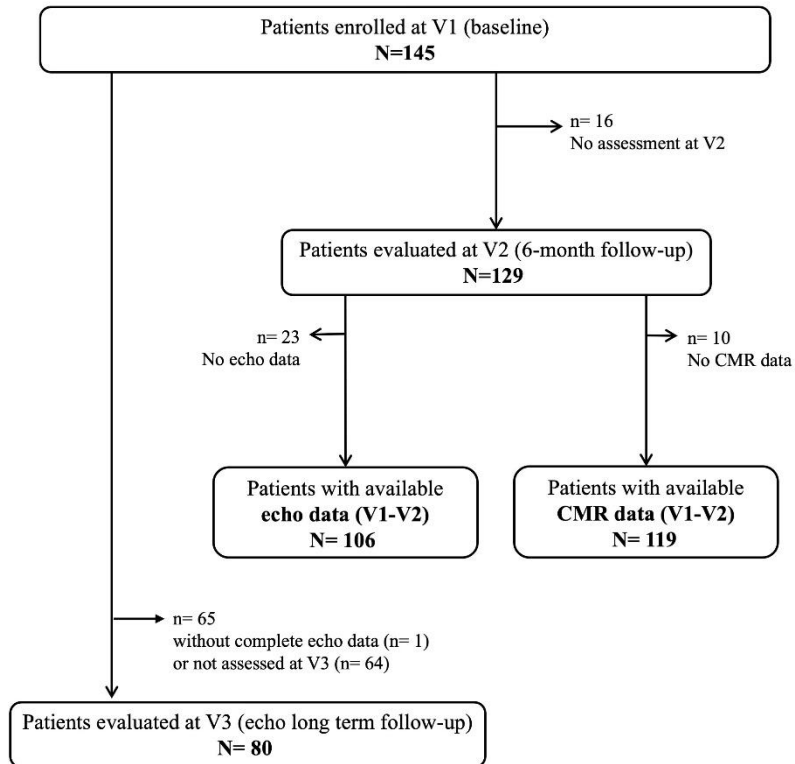 Patients enrolled at V1 (baseline)
N=145
n= 16
No assessment at V2
Patients evaluated at V2 (6-month follow-up)
N=129
n= 23
No echo data
n= 10
No CMR data
Patients with available
echo data (V1-V2)
N= 106
Patients with available
CMR data (V1-V2)
N= 119
n= 65
without complete echo data (n= 1)
or not assessed at V3 (n= 64)
Patients evaluated at V3 (echo long term follow-up)
N= 80